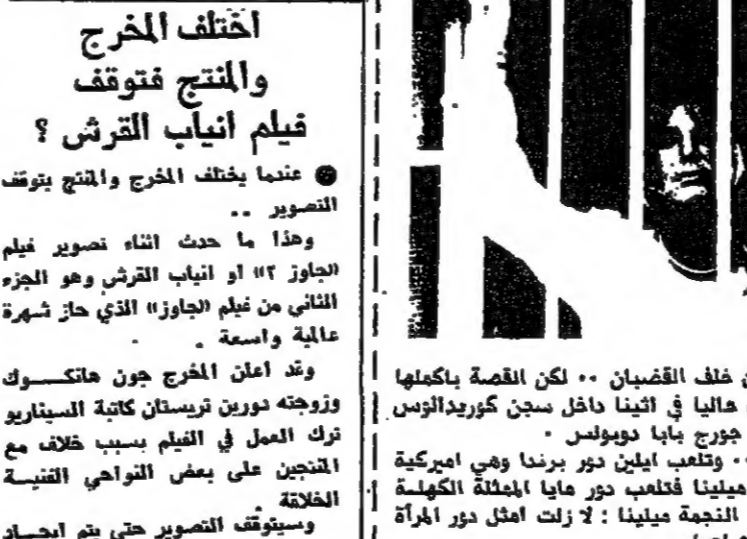 اختلف المخرج
والمنتج فتوقف
فيلم انياب القرش ؟
● عندما يختلف المخرج والمنتج يتوقف
التصوير ..
وهذا ما حدث اثناء تصوير فيلم
«الجاوز ٢» او انياب القرش وهو الجزء
الثاني من فيلم «الجاوز» الذي حاز شهرة
عالمية واسعة .
وقد اعلن المخرج جون هانكوك
وزوجته دورين تريستان كاتبة السيناريو
ترك العمل في الفيلم بسبب خلاف مع
المنتجين على بعض النواحي الفنية
الخلاقة .
وسيتوقف التصوير حتى يتم ايجاد
خلف القضبان .. لكن القصة باكملها
حاليا في اثينا داخل سجن كوريدالوس
جورج بابا دوبولس .
.. وتلعب ايلين دور برندا وهي اميركية
ميلينا فتلعب دور مايا الممثلة الكهلة
النجمة ميلينا : لا زلت امثل دور المرأة